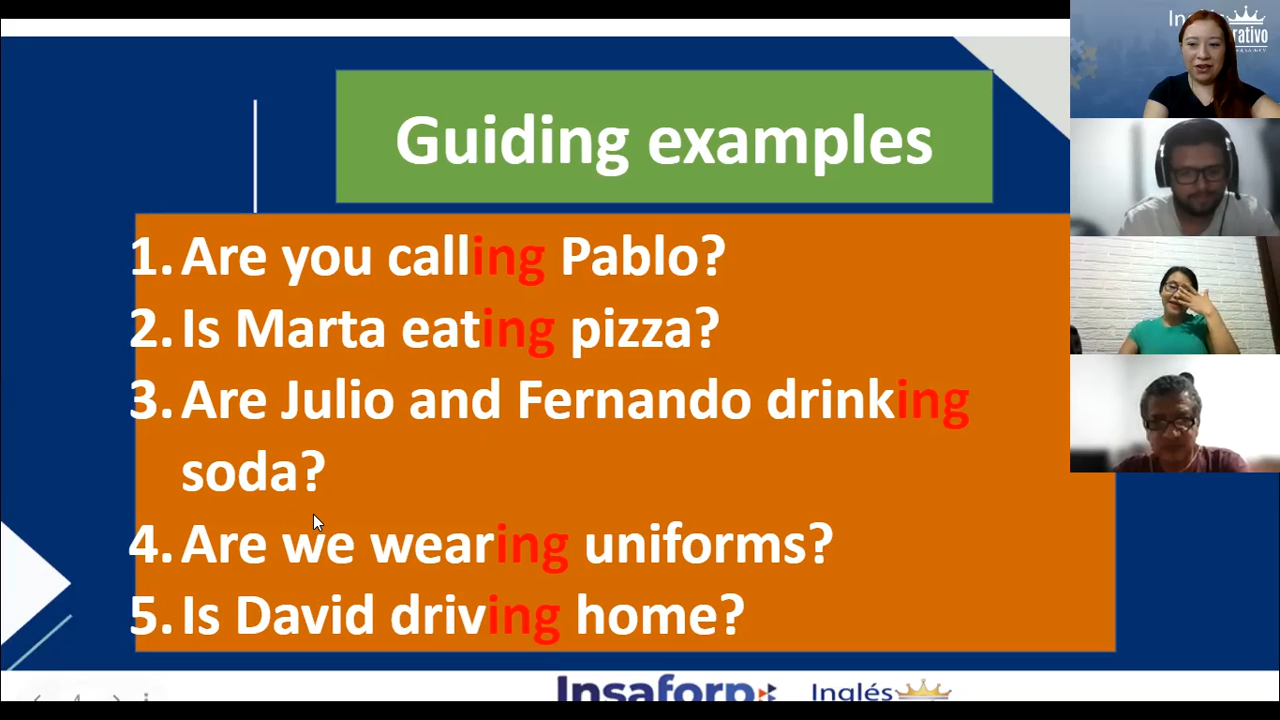 Guiding examples
1. Are you calling Pablo?
2. Is Marta eating pizza?
3. Are Julio and Fernando drinking
soda?
4. Are we wearing uniforms?
5. Is David driving home?
Insaforp
Inglés